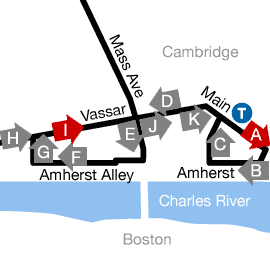 Mass Ave
Cambridge
D
Main
Vassar
T
K
A
H
I
E
J
C
G
F
B
Amherst Alley
Amherst
Charles River
Boston